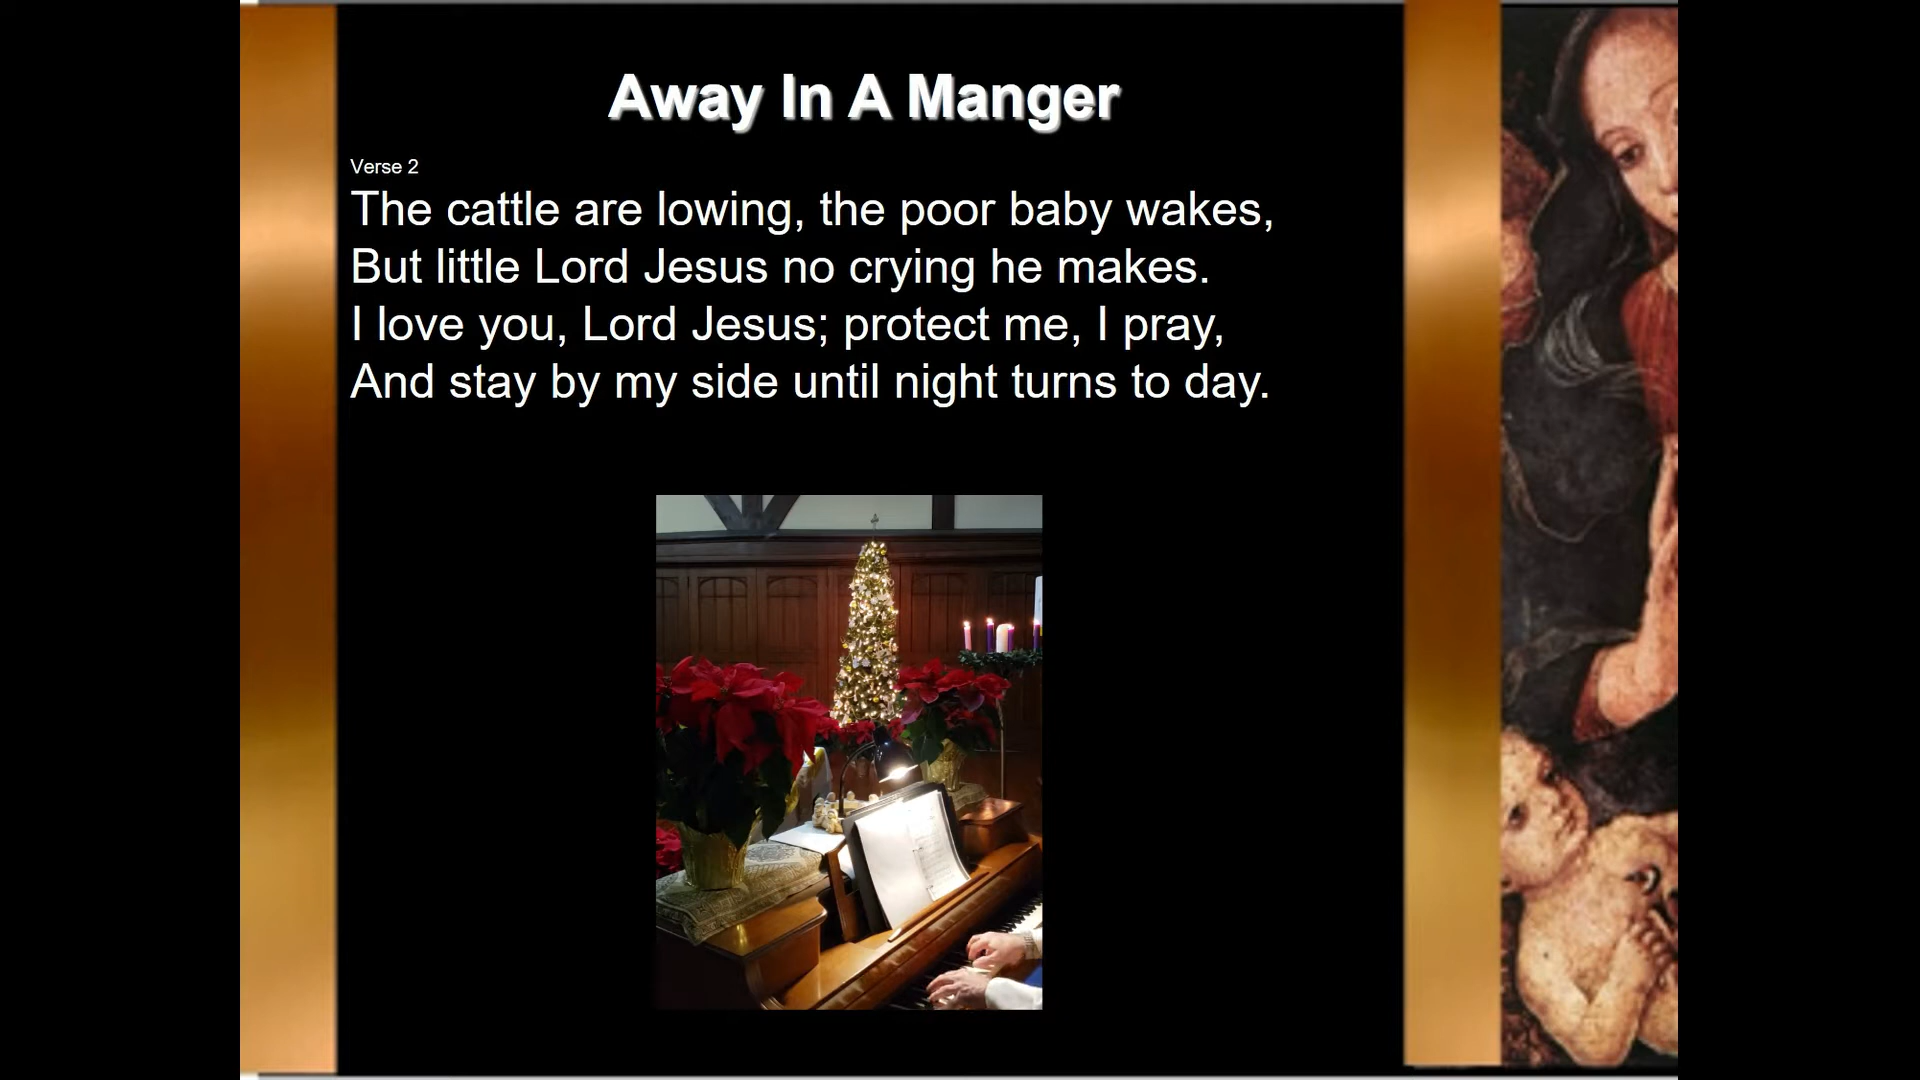 Away In A Manger
Verse 2
The cattle are lowing, the poor baby wakes,
But little Lord Jesus no crying he makes.
I love you, Lord Jesus; protect me, I pray,
And stay by my side until night turns to day.